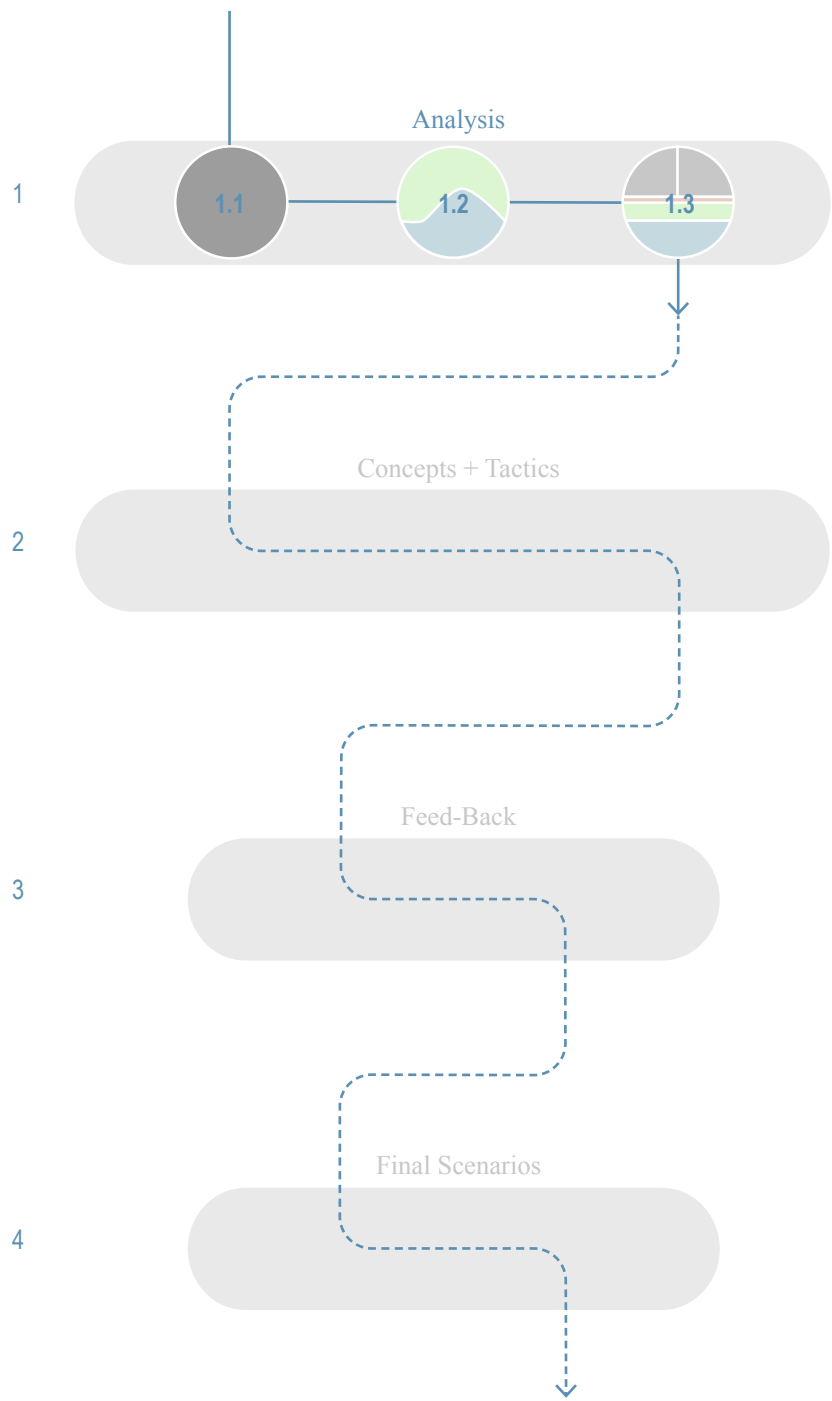 Analysis
1
1.1
1.2
1.3
Concepts + Tactics
2
Feed-Back
3
Final Scenarios
4